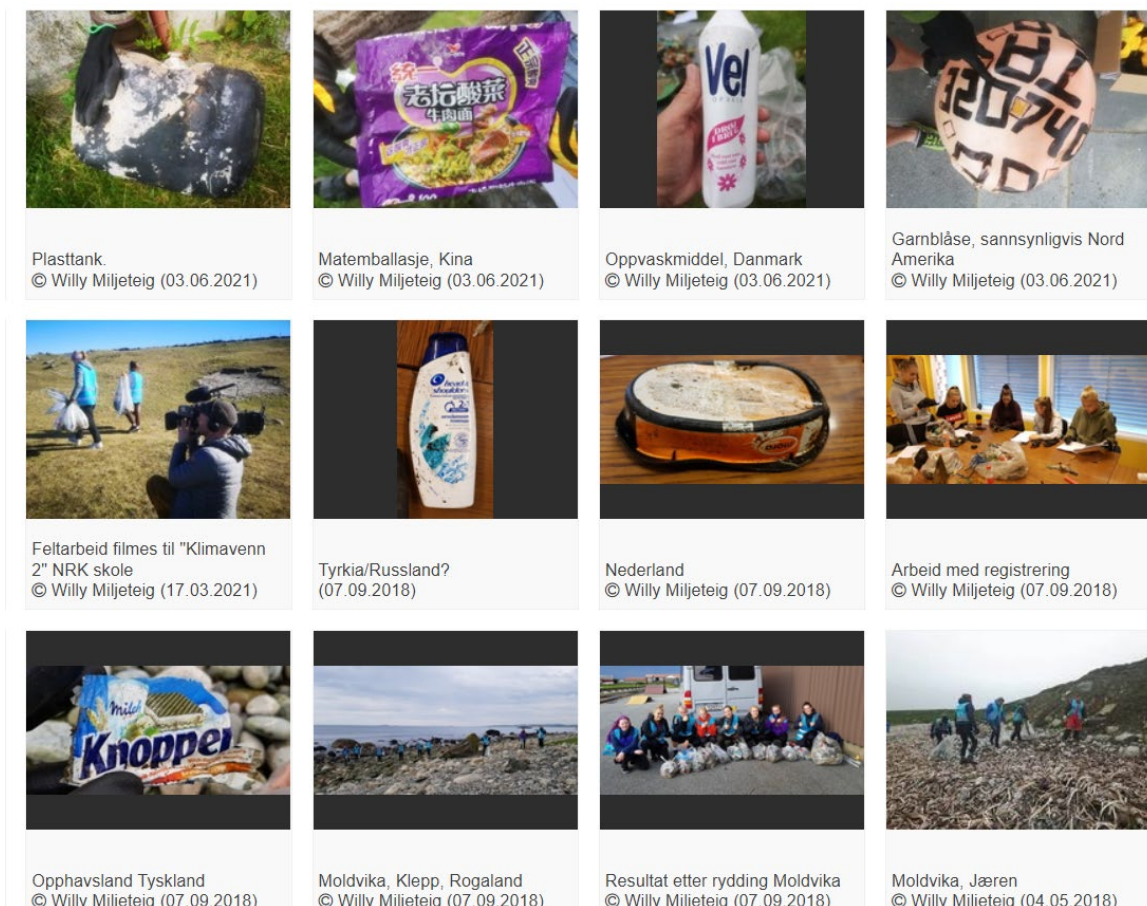 统一
老坛酸菜
牛肉面
Vel
320740
Plasttank.
© Willy Miljeteig (03.06.2021)
Matemballasje, Kina
© Willy Miljeteig (03.06.2021)
Oppvaskmiddel, Danmark
© Willy Miljeteig (03.06.2021)
Garnblåse, sannsynligvis Nord
Amerika
© Willy Miljeteig (03.06.2021)
head &
shoulders
Feltarbeid filmes til "Klimavenn
2" NRK skole
© Willy Miljeteig (17.03.2021)
Tyrkia/Russland?
(07.09.2018)
Nederland
© Willy Miljeteig (07.09.2018)
Arbeid med registrering
© Willy Miljeteig (07.09.2018)
Milch
Knopper
Opphavsland Tyskland
© Willy Miljeteig (07.09.2018)
Moldvika, Klepp, Rogaland
© Willy Miljeteig (07.09.2018)
Resultat etter rydding Moldvika
© Willy Miljeteig (07.09.2018)
Moldvika, Jæren
© Willy Miljeteig (04.05.2018)